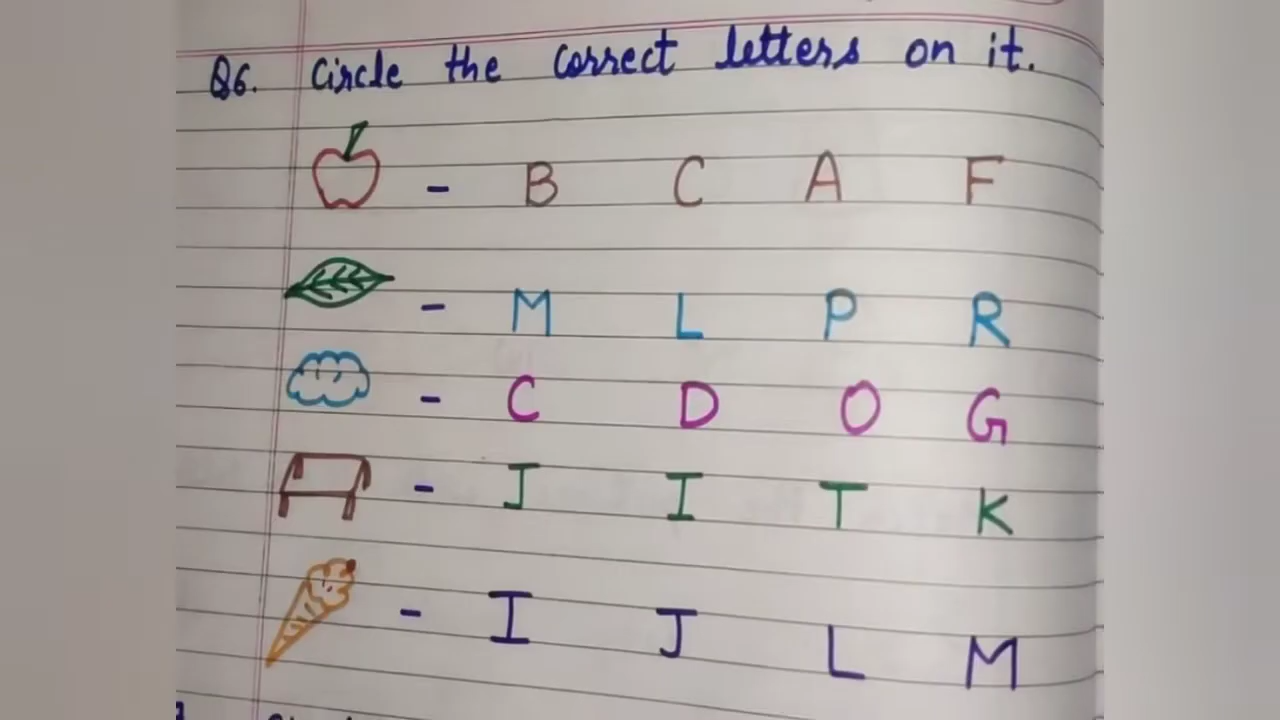 Q6. Circle the correct letters on it.
- B C A F
- M L P R
- C D O G
- J I T K
- I J L M